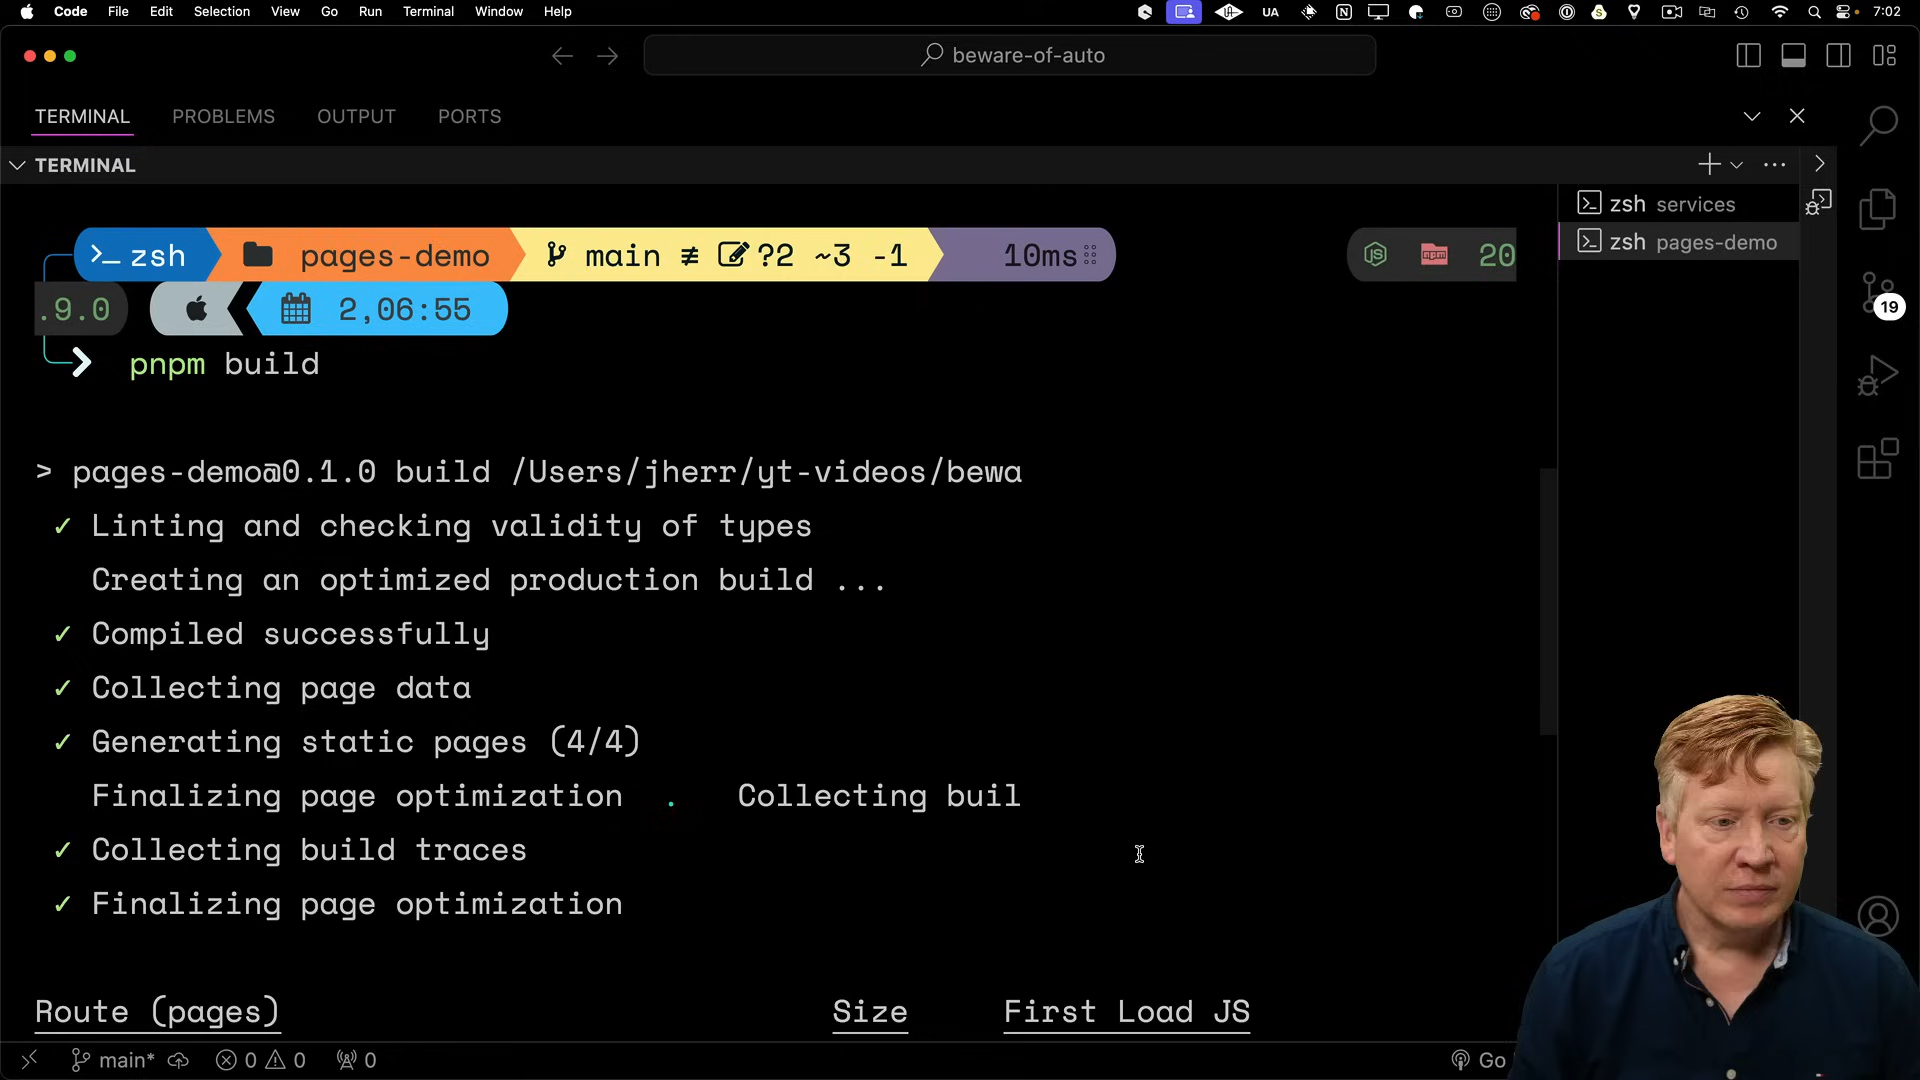 Code File Edit Selection View Go Run Terminal Window Help UA 7:02
beware-of-auto
TERMINAL PROBLEMS OUTPUT PORTS
TERMINAL
zsh services
zsh pages-demo
>_ zsh pages-demo main ≢ ?2 ~3 -1 10ms 20
.9.0 2,06:55
pnpm build
> pages-demo@0.1.0 build /Users/jherr/yt-videos/bewa
✓ Linting and checking validity of types
Creating an optimized production build ...
✓ Compiled successfully
✓ Collecting page data
✓ Generating static pages (4/4)
Finalizing page optimization . Collecting buil
✓ Collecting build traces
✓ Finalizing page optimization
Route (pages) Size First Load JS
19
main* 0 0 0 Go